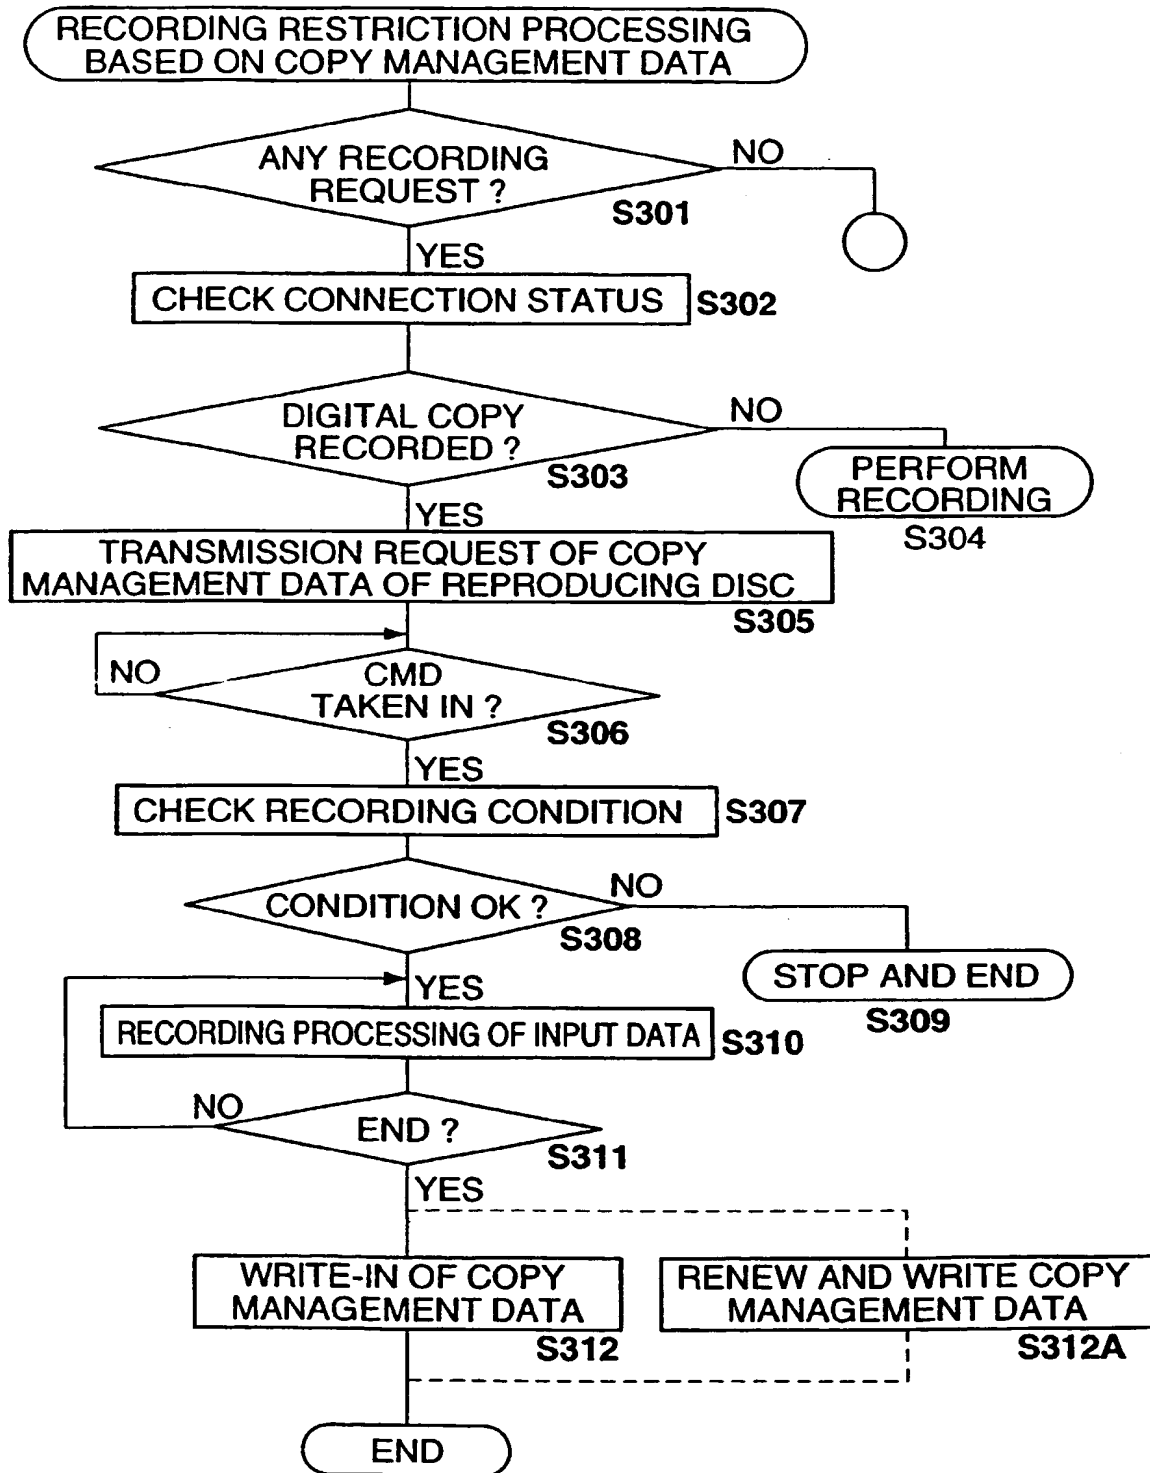 RECORDING RESTRICTION PROCESSING
BASED ON COPY MANAGEMENT DATA
ANY RECORDING
REQUEST ?
S301
NO
YES
CHECK CONNECTION STATUS
S302
DIGITAL COPY
RECORDED ?
S303
NO
PERFORM
RECORDING
S304
YES
TRANSMISSION REQUEST OF COPY
MANAGEMENT DATA OF REPRODUCING DISC
S305
NO
CMD
TAKEN IN ?
S306
YES
CHECK RECORDING CONDITION
S307
CONDITION OK ?
S308
NO
STOP AND END
S309
YES
RECORDING PROCESSING OF INPUT DATA
S310
NO
END ?
S311
YES
WRITE-IN OF COPY
MANAGEMENT DATA
S312
RENEW AND WRITE COPY
MANAGEMENT DATA
S312A
END